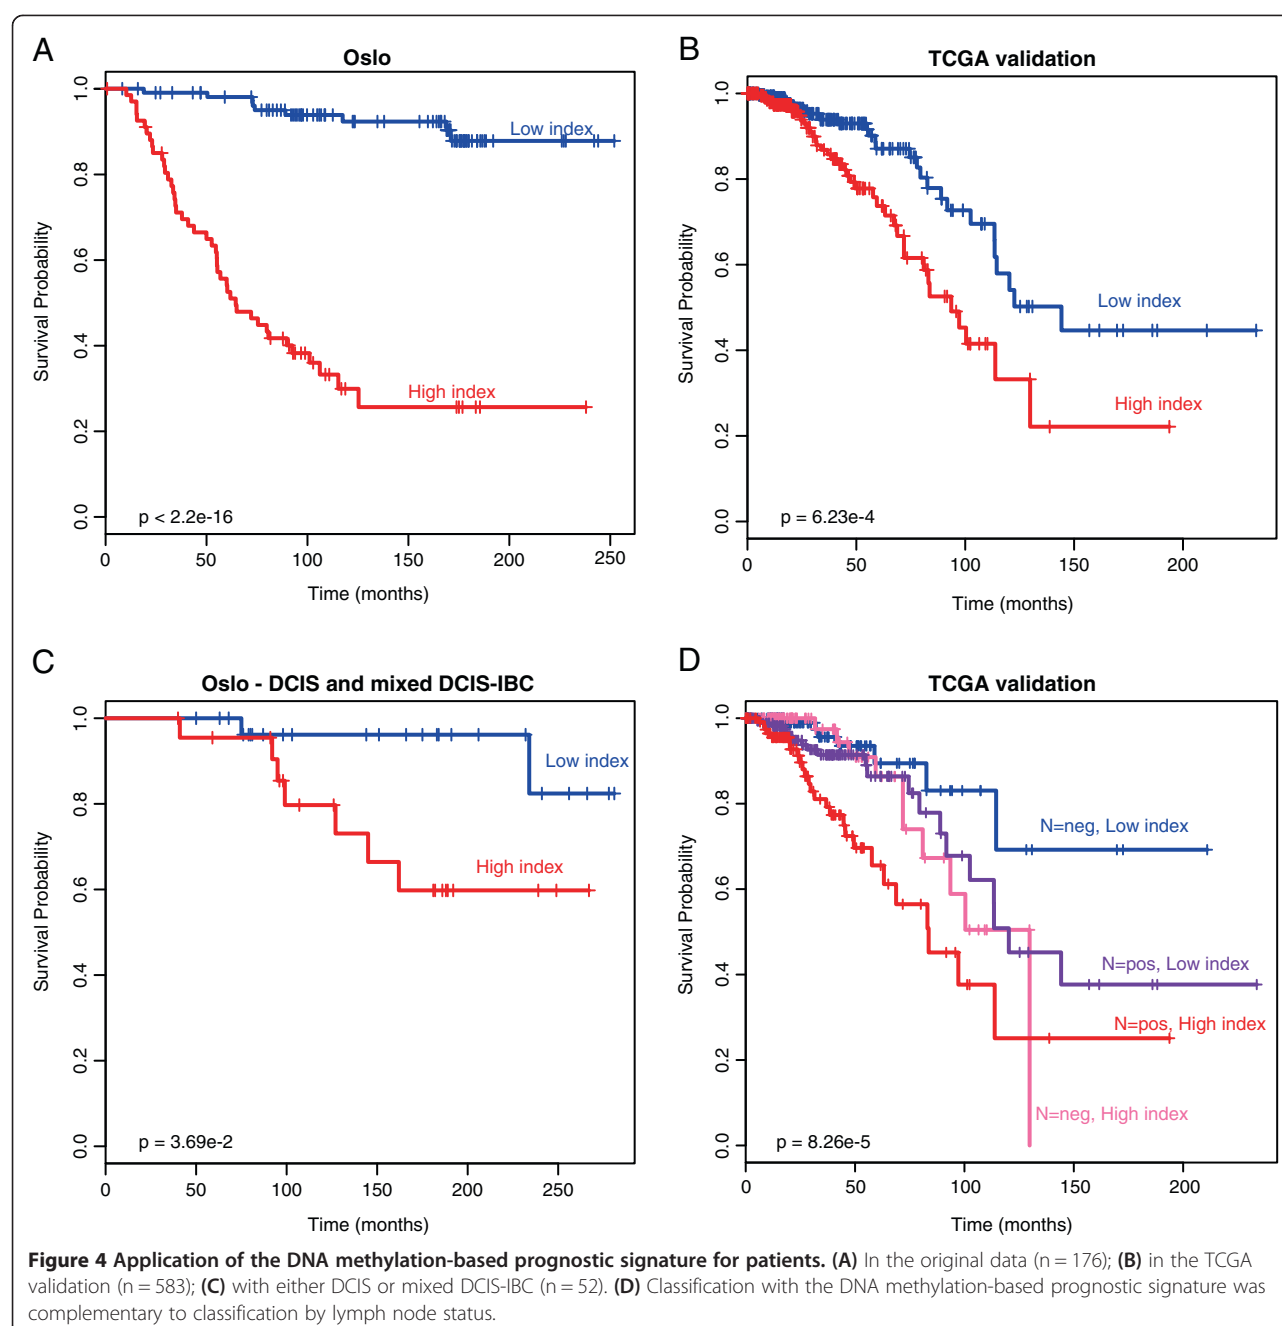 A
Oslo
Survival Probability
1.0
0.8
0.6
0.4
0.2
0.0
Low index
High index
p < 2.2e-16
0 50 100 150 200 250
Time (months)
B
TCGA validation
Survival Probability
1.0
0.8
0.6
0.4
0.2
0.0
Low index
High index
p = 6.23e-4
0 50 100 150 200
Time (months)
C
Oslo - DCIS and mixed DCIS-IBC
Survival Probability
1.0
0.8
0.6
0.4
0.2
0.0
Low index
High index
p = 3.69e-2
0 50 100 150 200 250
Time (months)
D
TCGA validation
Survival Probability
1.0
0.8
0.6
0.4
0.2
0.0
N=neg, Low index
N=pos, Low index
N=pos, High index
N=neg, High index
p = 8.26e-5
0 50 100 150 200
Time (months)
Figure 4 Application of the DNA methylation-based prognostic signature for patients. (A) In the original data (n = 176); (B) in the TCGA
validation (n = 583); (C) with either DCIS or mixed DCIS-IBC (n = 52). (D) Classification with the DNA methylation-based prognostic signature was
complementary to classification by lymph node status.